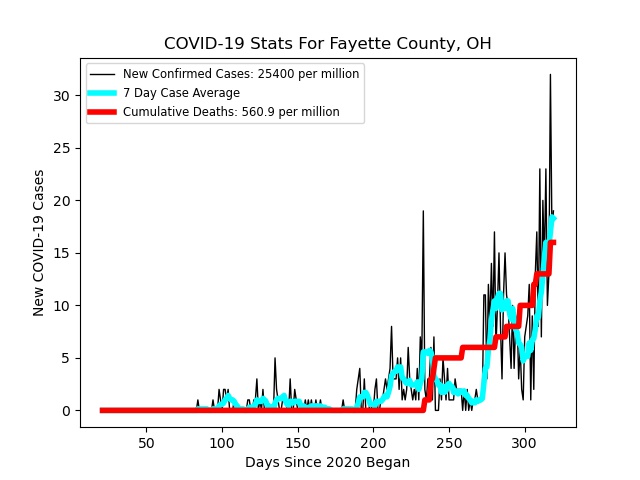 COVID-19 Stats For Fayette County, OH
New Confirmed Cases: 25400 per million
7 Day Case Average
Cumulative Deaths: 560.9 per million
30
25
20
15
10
5
0
New COVID-19 Cases
50 100 150 200 250 300
Days Since 2020 Began